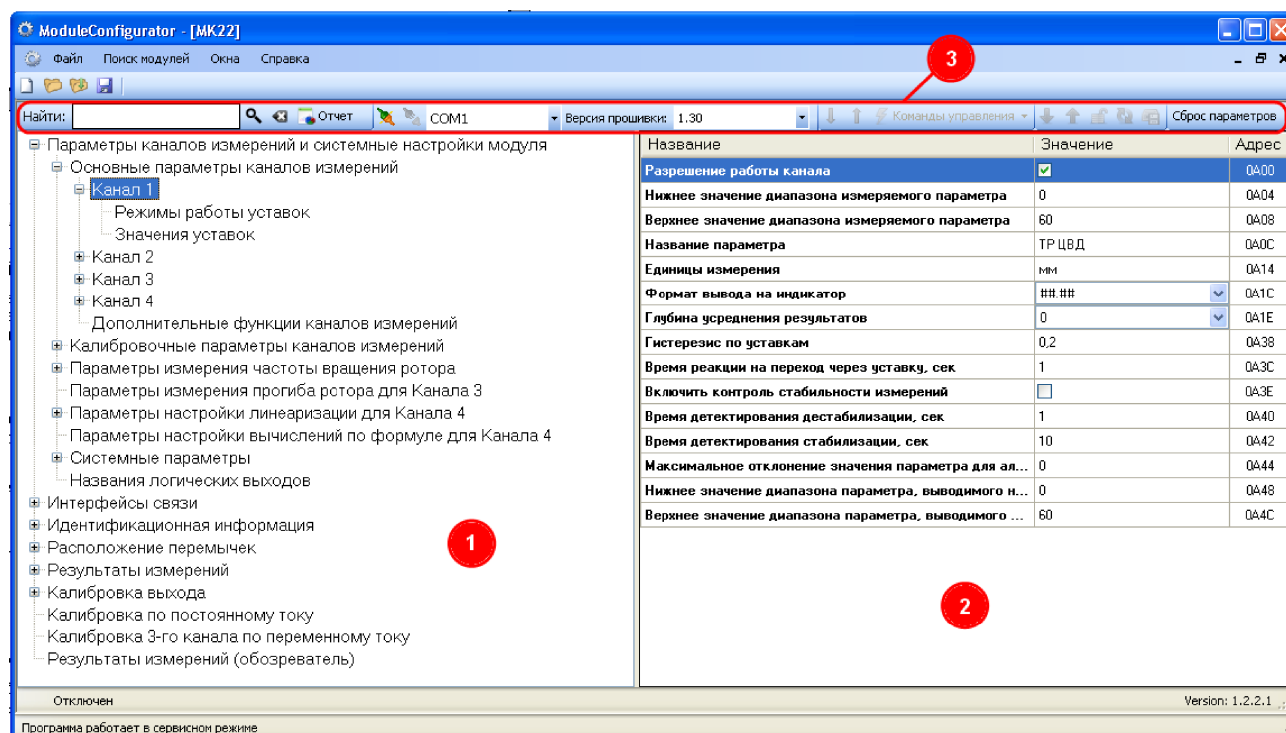 ModuleConfigurator - [MK22]
Файл Поиск модулей Окна Справка
3
Найти: Отчет COM1 Версия прошивки: 1.30 Команды управления Сброс параметров
Параметры каналов измерений и системные настройки модуля
Основные параметры каналов измерений
Канал 1
Режимы работы уставок
Значения уставок
Канал 2
Канал 3
Канал 4
Дополнительные функции каналов измерений
Калибровочные параметры каналов измерений
Параметры измерения частоты вращения ротора
Параметры измерения прогиба ротора для Канала 3
Параметры настройки линеаризации для Канала 4
Параметры настройки вычислений по формуле для Канала 4
Системные параметры
Названия логических выходов
Интерфейсы связи
Идентификационная информация
Расположение перемычек
Результаты измерений
Калибровка выхода
Калибровка по постоянному току
Калибровка 3-го канала по переменному току
Результаты измерений (обозреватель)
1
Название Значение Адрес
Разрешение работы канала 0A00
Нижнее значение диапазона измеряемого параметра 0 0A04
Верхнее значение диапазона измеряемого параметра 60 0A08
Название параметра ТР ЦВД 0A0C
Единицы измерения мм 0A14
Формат вывода на индикатор ##.## 0A1C
Глубина усреднения результатов 0 0A1E
Гистерезис по уставкам 0,2 0A38
Время реакции на переход через уставку, сек 1 0A3C
Включить контроль стабильности измерений 0A3E
Время детектирования дестабилизации, сек 1 0A40
Время детектирования стабилизации, сек 10 0A42
Максимальное отклонение значения параметра для ал... 0 0A44
Нижнее значение диапазона параметра, выводимого н... 0 0A48
Верхнее значение диапазона параметра, выводимого ... 60 0A4C
2
Отключен Version: 1.2.2.1
Программа работает в сервисном режиме